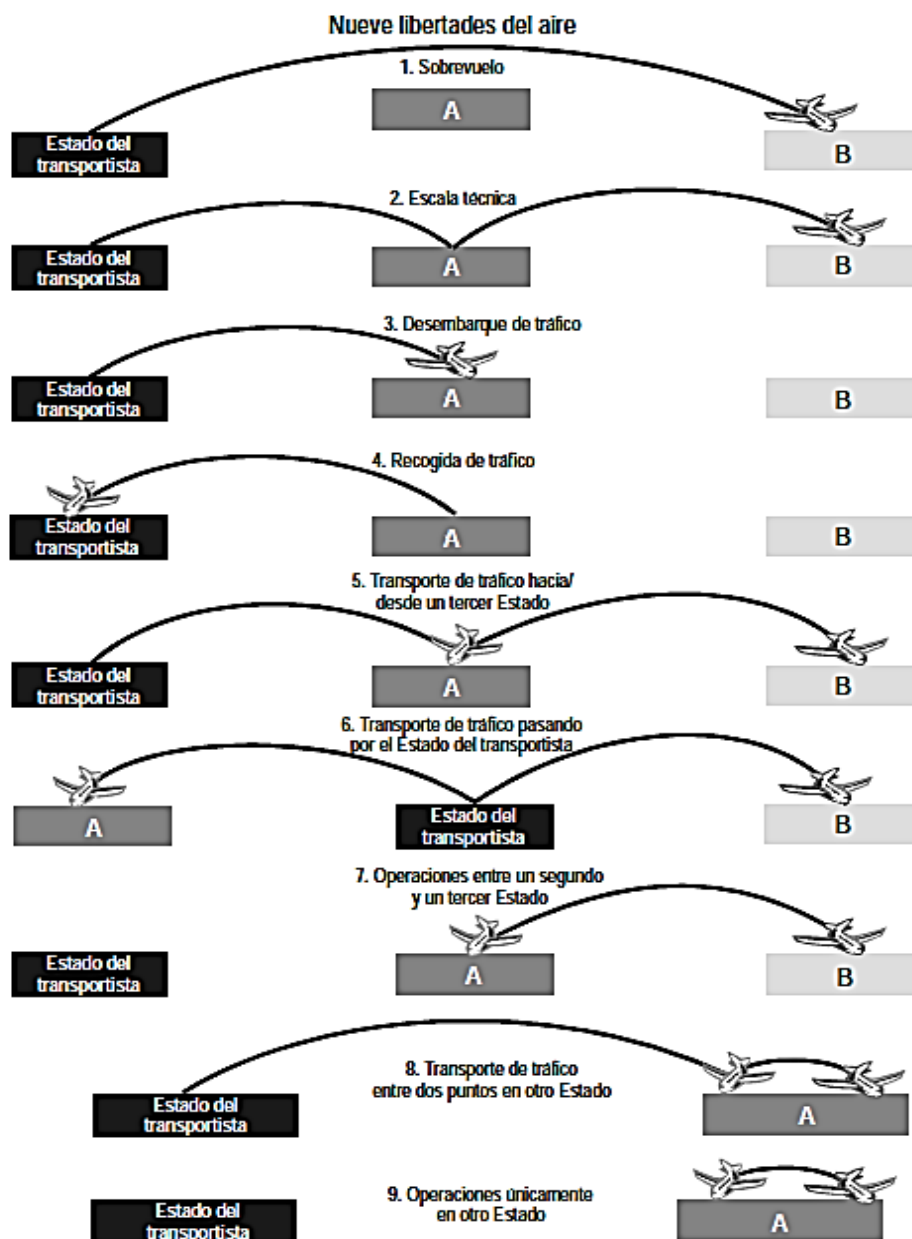 Nueve libertades del aire
1. Sobrevuelo
A
Estado del
transportista
B
2. Escala técnica
Estado del
transportista
A
B
3. Desembarque de tráfico
Estado del
transportista
A
B
4. Recogida de tráfico
Estado del
transportista
A
B
5. Transporte de tráfico hacia/
desde un tercer Estado
Estado del
transportista
A
B
6. Transporte de tráfico pasando
por el Estado del transportista
A
Estado del
transportista
B
7. Operaciones entre un segundo
y un tercer Estado
Estado del
transportista
A
B
8. Transporte de tráfico
entre dos puntos en otro Estado
Estado del
transportista
A
9. Operaciones únicamente
en otro Estado
Estado del
transportista
A